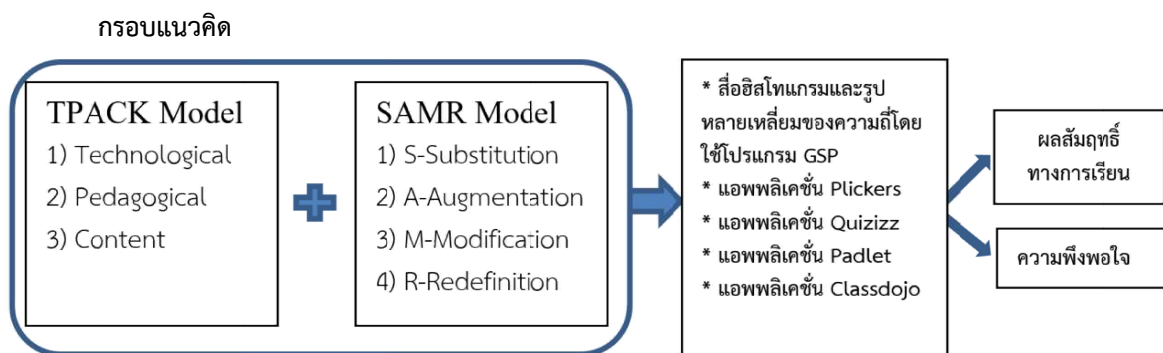 กรอบแนวคิด
TPACK Model
1) Technological
2) Pedagogical
3) Content
SAMR Model
1) S-Substitution
2) A-Augmentation
3) M-Modification
4) R-Redefinition
* สื่อฮิสโทแกรมและรูป
หลายเหลี่ยมของความถี่โดย
ใช้โปรแกรม GSP
* แอพพลิเคชั่น Plickers
* แอพพลิเคชั่น Quizizz
* แอพพลิเคชั่น Padlet
* แอพพลิเคชั่น Classdojo
ผลสัมฤทธิ์
ทางการเรียน
ความพึงพอใจ